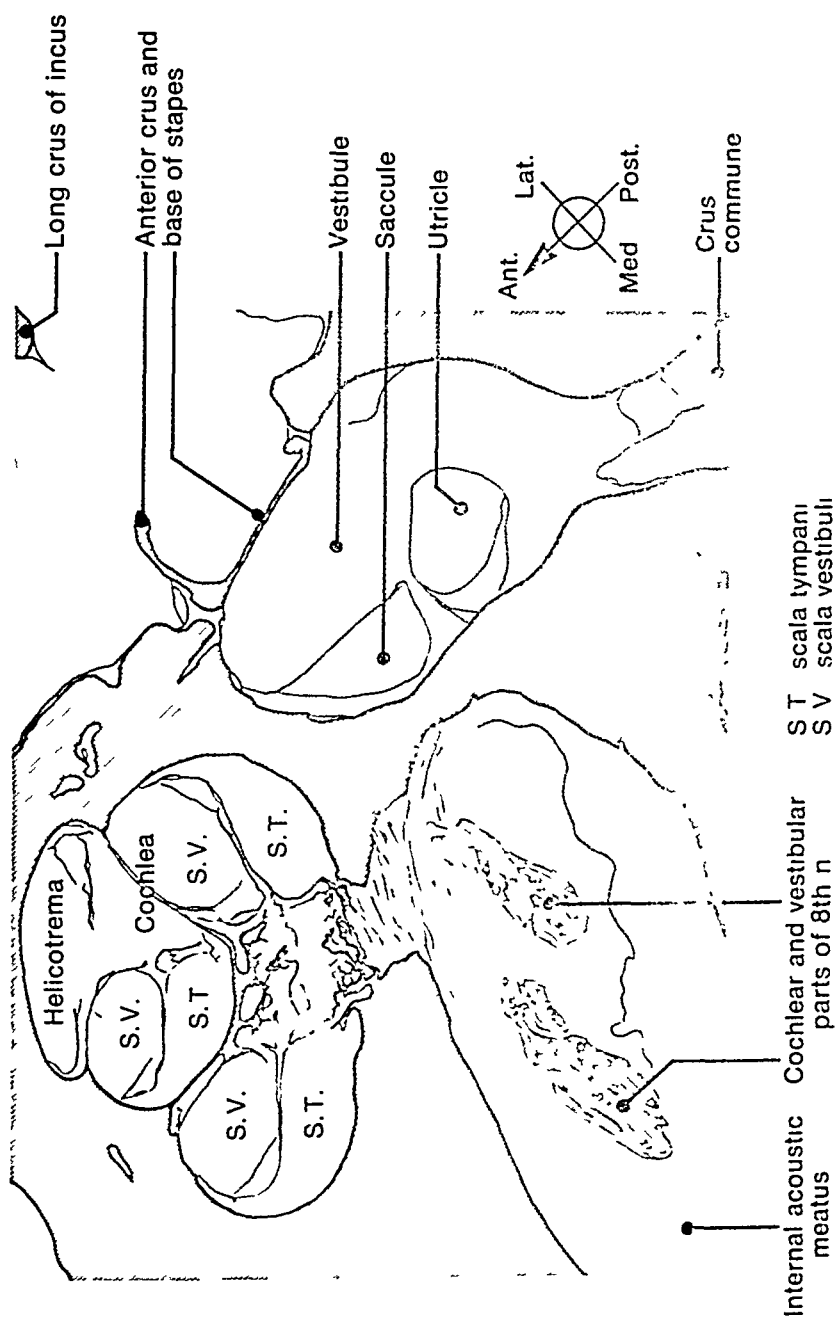 Long crus of incus
Anterior crus and
base of stapes
Vestibule
Saccule
Utricle
Ant.
Lat.
Med
Post.
Crus
commune
Helicotrema
Cochlea
S.V.
S.T
S.V.
S.T.
S.V.
S.T.
Internal acoustic
meatus
Cochlear and vestibular
parts of 8th n
S T scala tympani
S V scala vestibuli